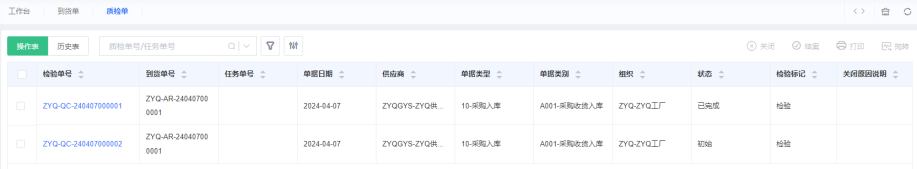 工作台 到货单 质检单
操作表 历史表 质检单号/任务单号 关闭 结案 打印
检验单号 到货单号 任务单号 单据日期 供应商 单据类型 单据类别 组织 状态 检验标记 关闭原因说明
ZYQ-QC-240407000001 ZYQ-AR-24040700 2024-04-07 ZYQGYS-ZYQ供... 10-采购入库 A001-采购收货入库 ZYQ-ZYQ工厂 已完成 检验
0001
ZYQ-QC-240407000002 ZYQ-AR-24040700 2024-04-07 ZYQGYS-ZYQ供... 10-采购入库 A001-采购收货入库 ZYQ-ZYQ工厂 初始 检验
0001